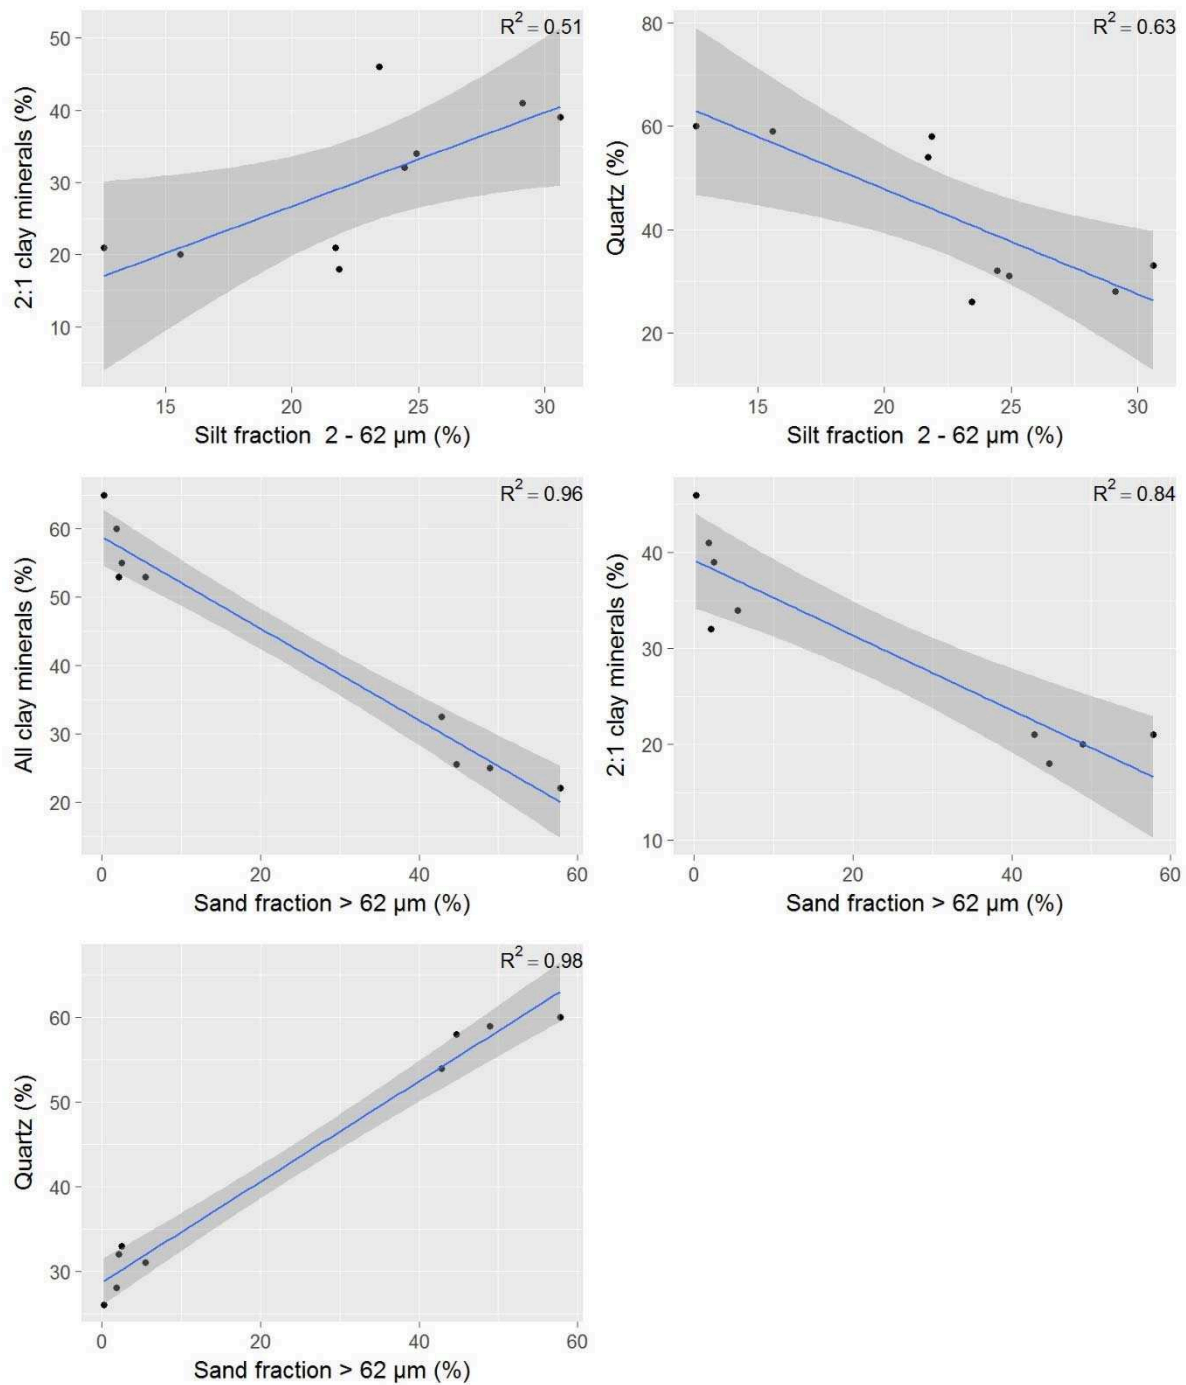 R² = 0.51
50
40
30
20
10
2:1 clay minerals (%)
15
20
25
30
Silt fraction 2 - 62 µm (%)
R² = 0.63
80
60
40
20
Quartz (%)
15
20
25
30
Silt fraction 2 - 62 µm (%)
R² = 0.96
60
50
40
30
20
All clay minerals (%)
0
20
40
60
Sand fraction > 62 µm (%)
R² = 0.84
40
30
20
10
2:1 clay minerals (%)
0
20
40
60
Sand fraction > 62 µm (%)
R² = 0.98
60
50
40
30
Quartz (%)
0
20
40
60
Sand fraction > 62 µm (%)